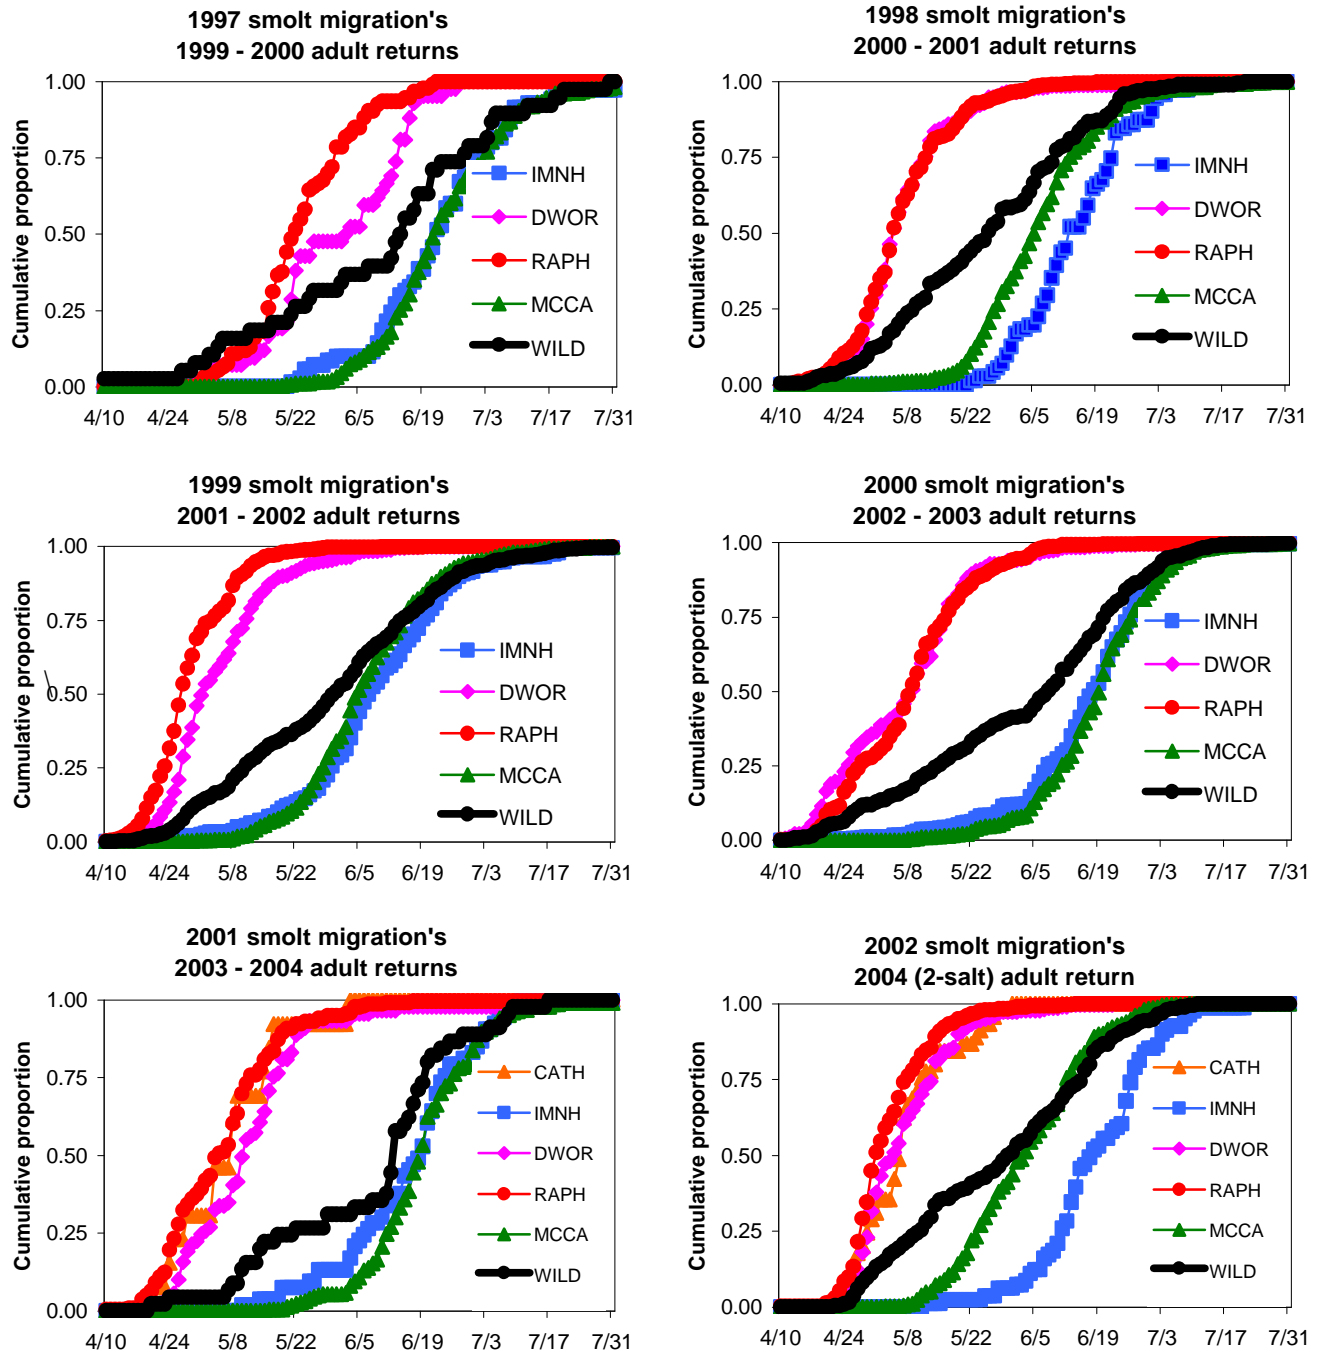 1997 smolt migration's
1999 - 2000 adult returns
Cumulative proportion
1.00
0.75
0.50
0.25
0.00
4/10 4/24 5/8 5/22 6/5 6/19 7/3 7/17 7/31
IMNH
DWOR
RAPH
MCCA
WILD
1998 smolt migration's
2000 - 2001 adult returns
Cumulative proportion
1.00
0.75
0.50
0.25
0.00
4/10 4/24 5/8 5/22 6/5 6/19 7/3 7/17 7/31
IMNH
DWOR
RAPH
MCCA
WILD
1999 smolt migration's
2001 - 2002 adult returns
Cumulative proportion
1.00
0.75
0.50
0.25
0.00
4/10 4/24 5/8 5/22 6/5 6/19 7/3 7/17 7/31
IMNH
DWOR
RAPH
MCCA
WILD
2000 smolt migration's
2002 - 2003 adult returns
Cumulative proportion
1.00
0.75
0.50
0.25
0.00
4/10 4/24 5/8 5/22 6/5 6/19 7/3 7/17 7/31
IMNH
DWOR
RAPH
MCCA
WILD
2001 smolt migration's
2003 - 2004 adult returns
Cumulative proportion
1.00
0.75
0.50
0.25
0.00
4/10 4/24 5/8 5/22 6/5 6/19 7/3 7/17 7/31
CATH
IMNH
DWOR
RAPH
MCCA
WILD
2002 smolt migration's
2004 (2-salt) adult return
Cumulative proportion
1.00
0.75
0.50
0.25
0.00
4/10 4/24 5/8 5/22 6/5 6/19 7/3 7/17 7/31
CATH
IMNH
DWOR
RAPH
MCCA
WILD